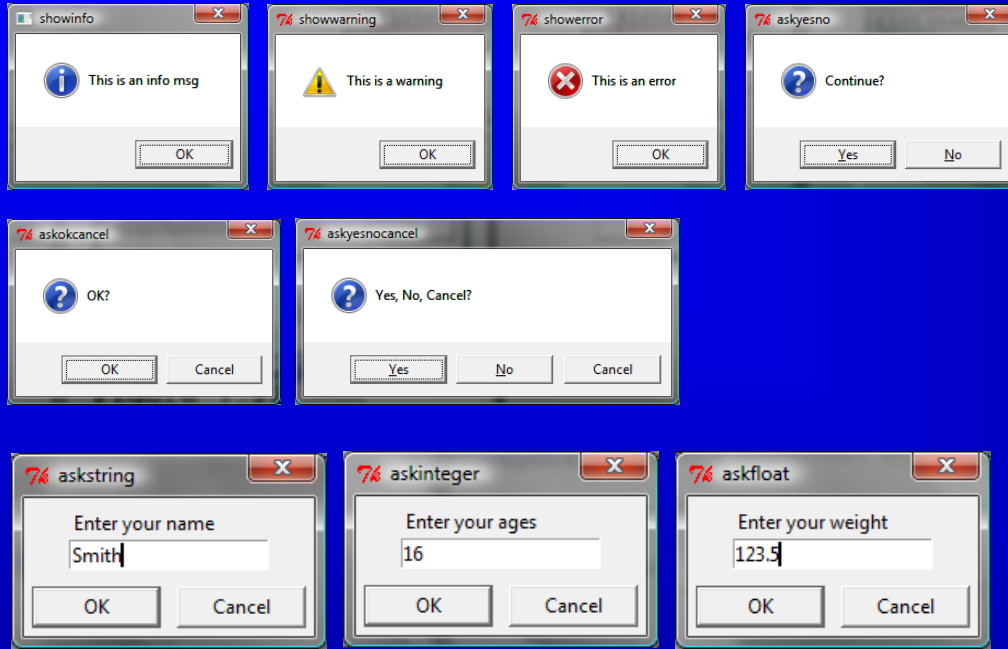 showinfo
This is an info msg
OK
showwarning
This is a warning
OK
showerror
This is an error
OK
askyesno
Continue?
Yes No
askokcancel
OK?
OK Cancel
askyesnocancel
Yes, No, Cancel?
Yes No Cancel
askstring
Enter your name
Smith
OK Cancel
askinteger
Enter your ages
16
OK Cancel
askfloat
Enter your weight
123.5
OK Cancel